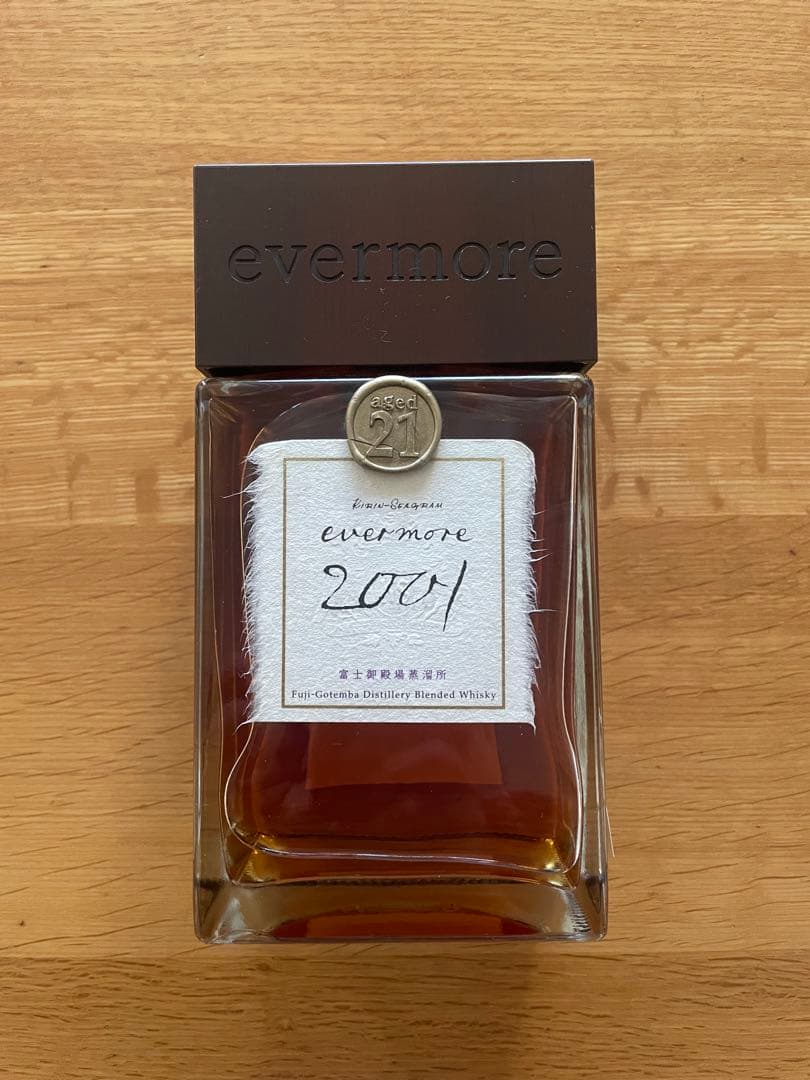 evermore
aged
21
KIRIN-SEAGRAM
evermore
2001
富士御殿場蒸溜所
Fuji-Gotemba Distillery Blended Whisky